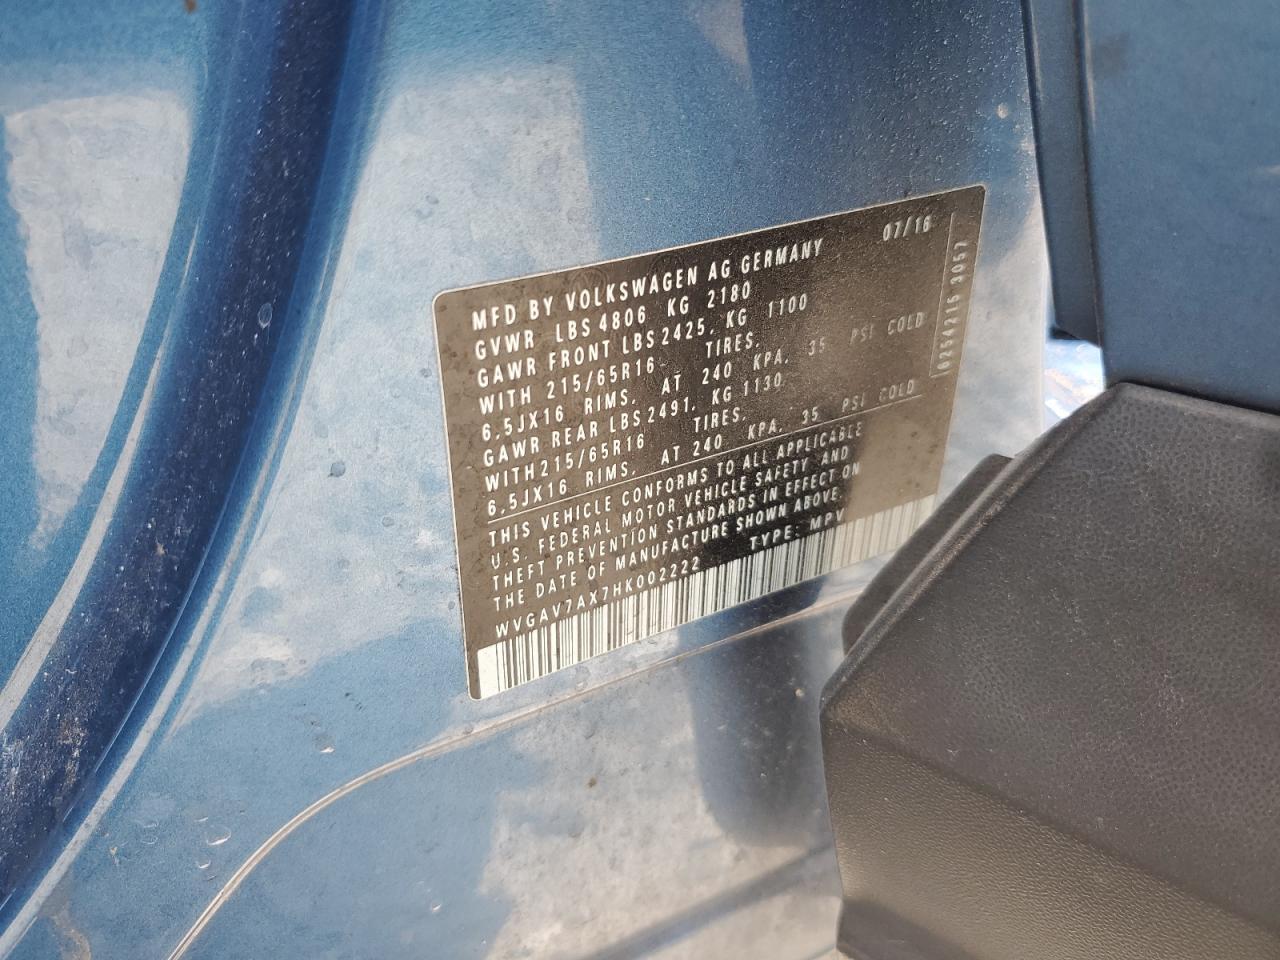 MFD BY VOLKSWAGEN AG GERMANY 07/16
GVWR LBS 4806 KG 2180
GAWR FRONT LBS 2425. KG 1100
WITH 215/65R16 TIRES.
6,5JX16 RIMS. AT 240 KPA. 35 PSI COLD
GAWR REAR LBS 2491. KG 1130
WITH 215/65R16 TIRES.
6,5JX16 RIMS. AT 240 KPA. 35 PSI COLD
THIS VEHICLE CONFORMS TO ALL APPLICABLE
U.S. FEDERAL MOTOR VEHICLE SAFETY AND
THEFT PREVENTION STANDARDS IN EFFECT ON
THE DATE OF MANUFACTURE SHOWN ABOVE
WVGAV7AX7HK002222 TYPE: MPV
3057